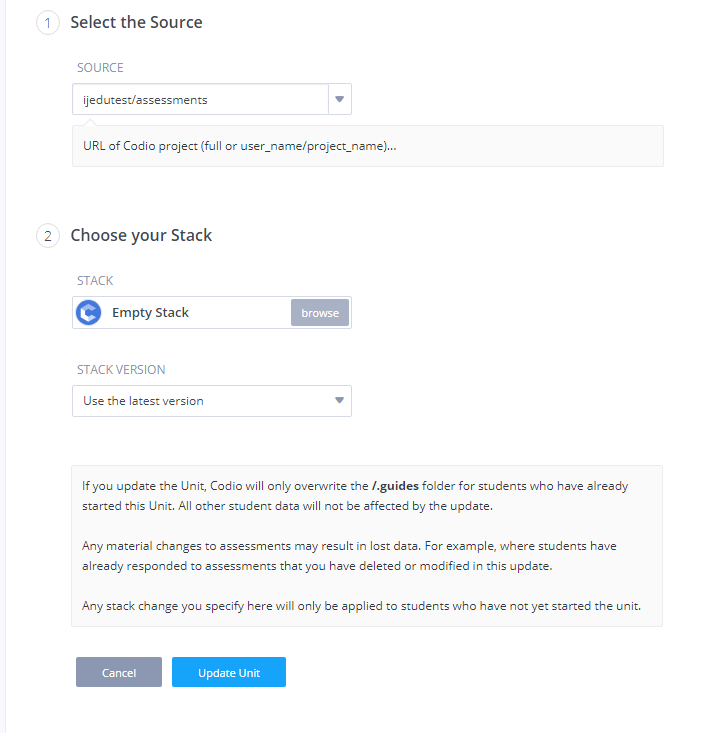 1 Select the Source
SOURCE
ijedutest/assessments
URL of Codio project (full or user_name/project_name)...
2 Choose your Stack
STACK
Empty Stack browse
STACK VERSION
Use the latest version
If you update the Unit, Codio will only overwrite the /.guides folder for students who have already
started this Unit. All other student data will not be affected by the update.
Any material changes to assessments may result in lost data. For example, where students have
already responded to assessments that you have deleted or modified in this update.
Any stack change you specify here will only be applied to students who have not yet started the unit.
Cancel Update Unit